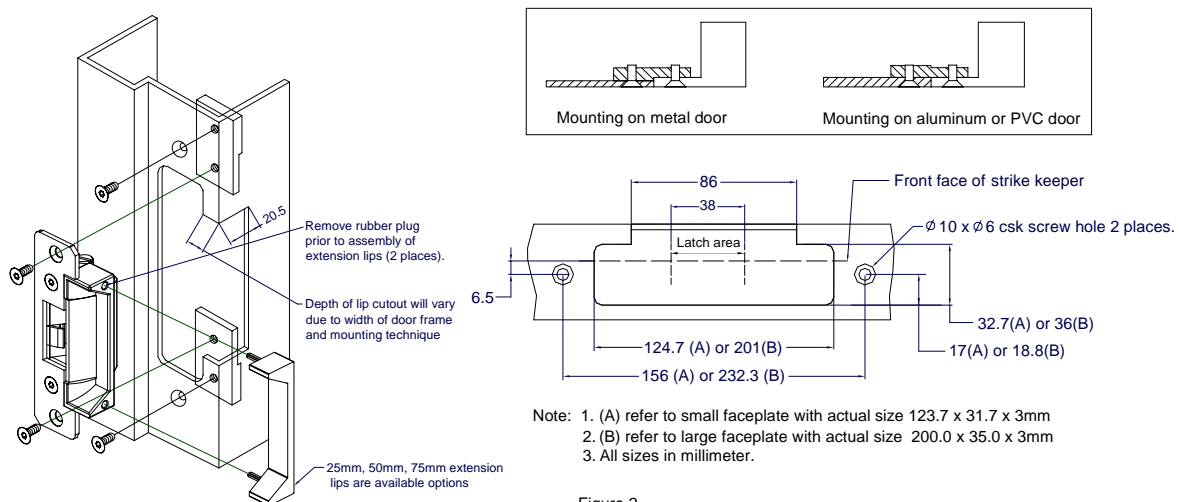 Mounting on metal door
Mounting on aluminum or PVC door
20.5
Remove rubber plug
prior to assembly of
extension lips (2 places).
Depth of lip cutout will vary
due to width of door frame
and mounting technique
25mm, 50mm, 75mm extension
lips are available options
86
38
Latch area
Front face of strike keeper
Ø 10 x Ø 6 csk screw hole 2 places.
6.5
32.7(A) or 36(B)
17(A) or 18.8(B)
124.7 (A) or 201(B)
156 (A) or 232.3 (B)
Note: 1. (A) refer to small faceplate with actual size 123.7 x 31.7 x 3mm
2. (B) refer to large faceplate with actual size 200.0 x 35.0 x 3mm
3. All sizes in millimeter.